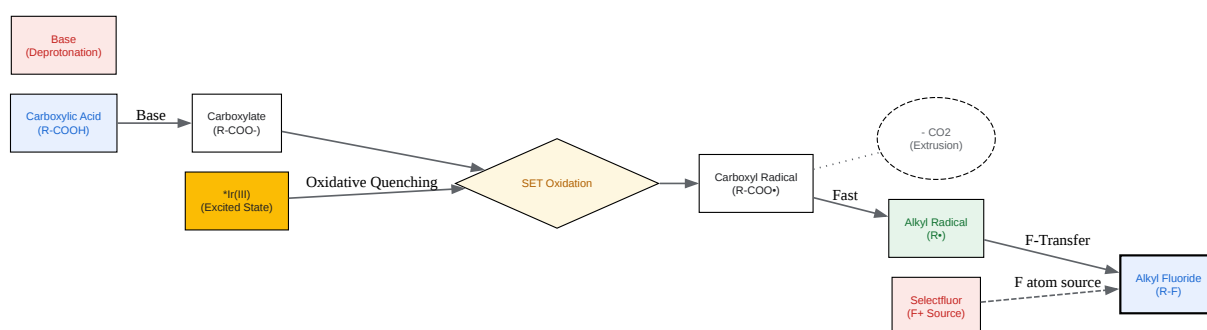 Base
(Deprotonation)
Carboxylic Acid
(R-COOH)
Base
Carboxylate
(R-COO-)
*Ir(III)
(Excited State)
Oxidative Quenching
SET Oxidation
Carboxyl Radical
(R-COO•)
- CO2
(Extrusion)
Fast
Alkyl Radical
(R•)
F-Transfer
Selectfluor
(F+ Source)
F atom source
Alkyl Fluoride
(R-F)